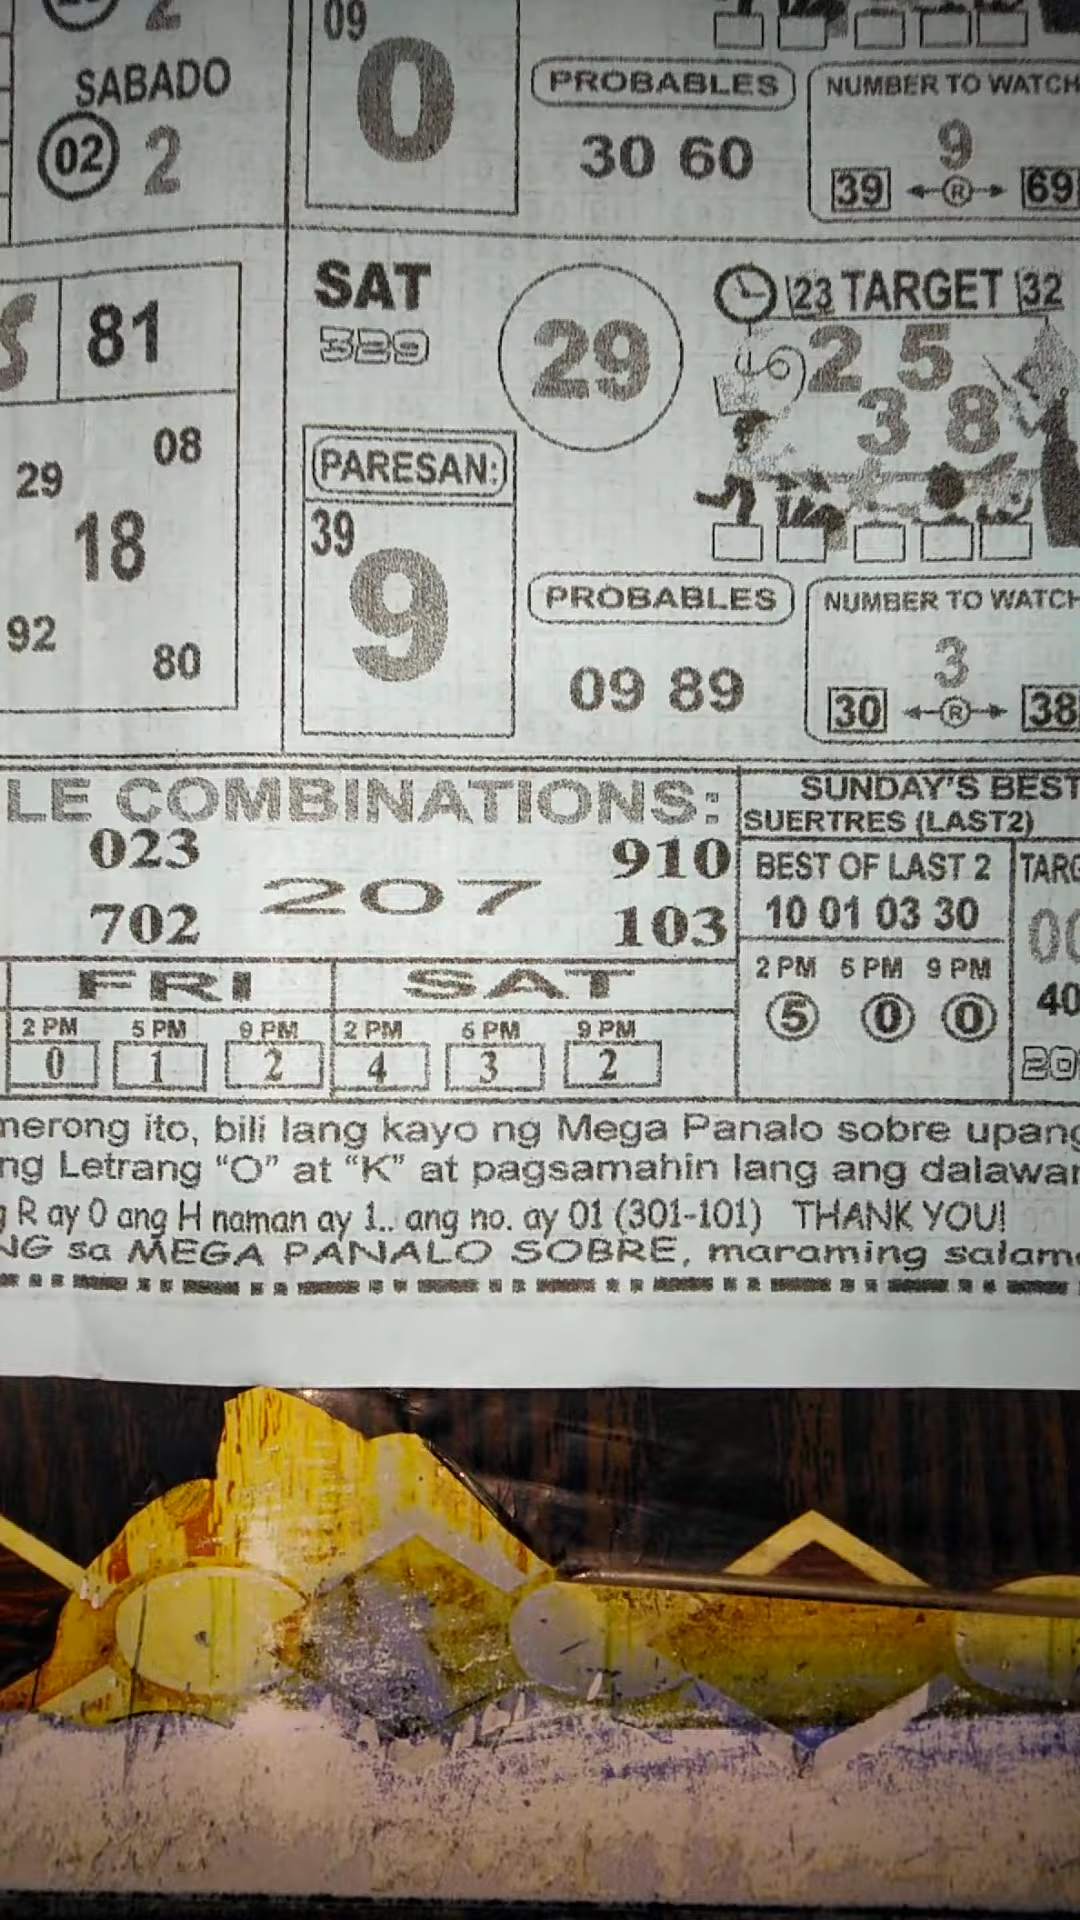 2
SABADO
02 2
09
0
PROBABLES
30 60
NUMBER TO WATCH
9
39 R 69
81
08
29
18
92
80
SAT
329
29
23 TARGET 32
2 5
3 8
PARESAN:
39
9
PROBABLES
09 89
NUMBER TO WATCH
3
30 R 38
LE COMBINATIONS:
023 910
207
702 103
FRI SAT
2 PM 5 PM 9 PM 2 PM 5 PM 9 PM
0 1 2 4 3 2
SUNDAY'S BEST
SUERTRES (LAST2)
BEST OF LAST 2
10 01 03 30
2 PM 5 PM 9 PM
5 0 0
TARG
40
20
merong ito, bili lang kayo ng Mega Panalo sobre upang
ng Letrang "O" at "K" at pagsamahin lang ang dalawan
g R ay 0 ang H naman ay 1.. ang no. ay 01 (301-101) THANK YOU!
NG sa MEGA PANALO SOBRE, maraming salama